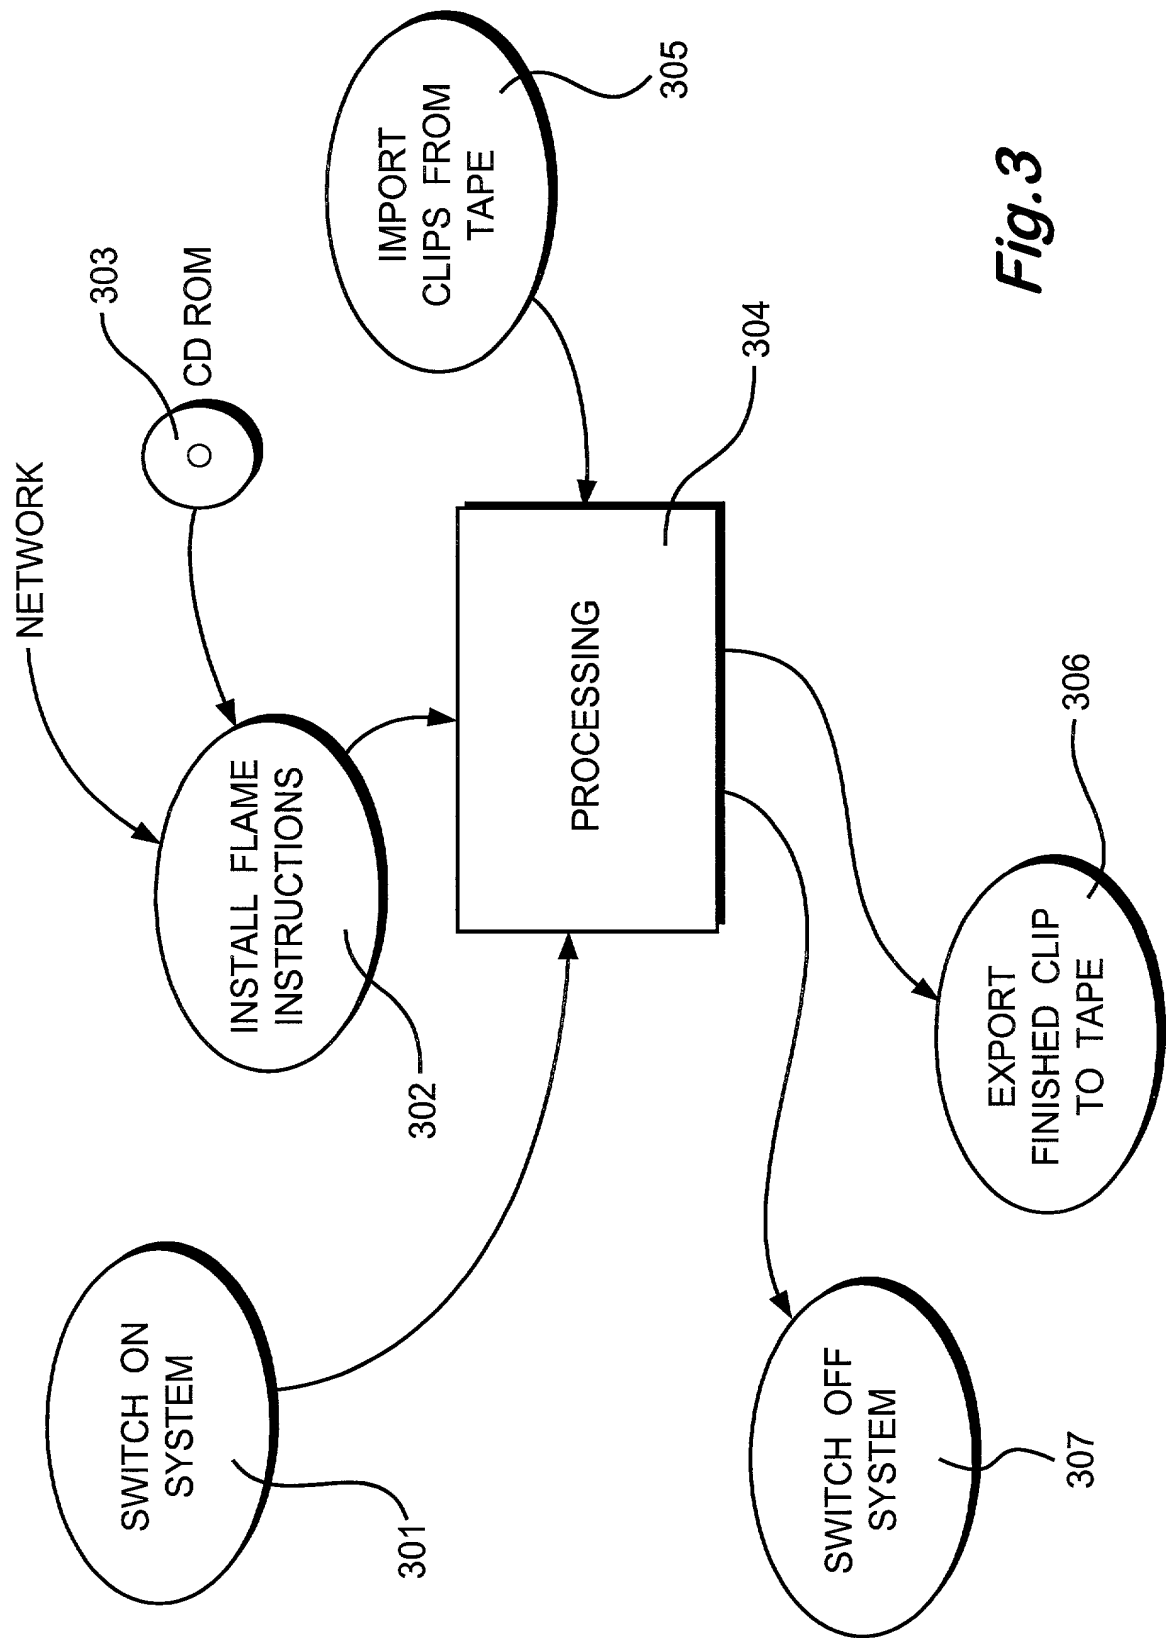 NETWORK
303
CD ROM
SWITCH ON
SYSTEM
301
INSTALL FLAME
INSTRUCTIONS
302
IMPORT
CLIPS FROM
TAPE
305
PROCESSING
304
SWITCH OFF
SYSTEM
307
EXPORT
FINISHED CLIP
TO TAPE
306
Fig.3